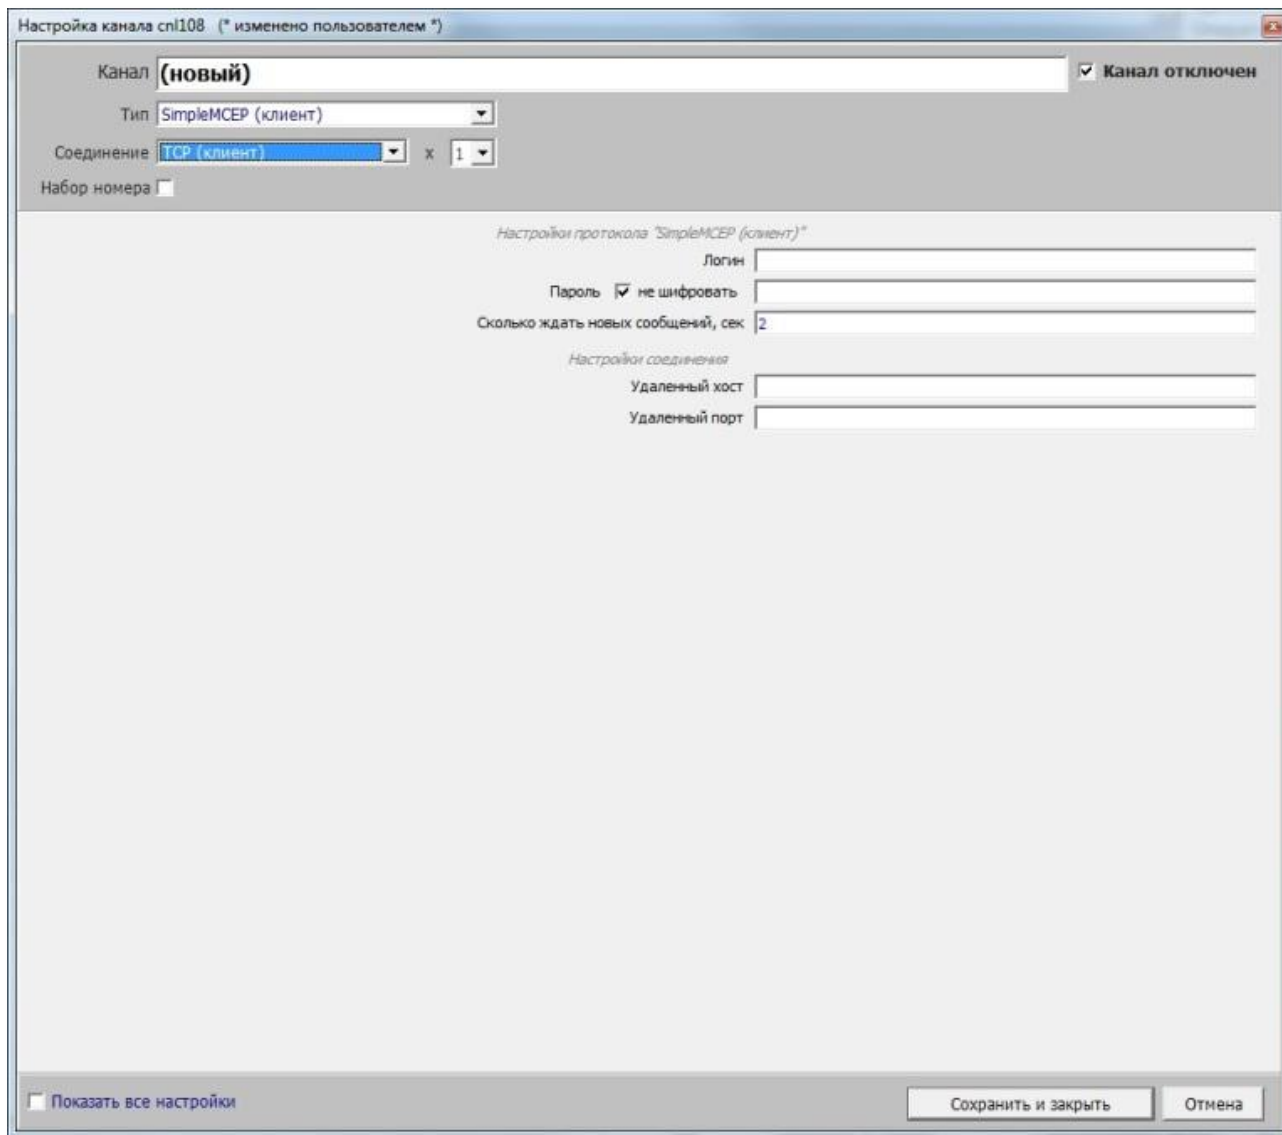 Настройка канала cnl108 (* изменено пользователем *)
Канал (новый) Канал отключен
Тип SimpleMCEP (клиент)
Соединение TCP (клиент) x 1
Набор номера
Настройки протокола "SimpleMCEP (клиент)"
Логин
Пароль не шифровать
Сколько ждать новых сообщений, сек 2
Настройки соединения
Удаленный хост
Удаленный порт
Показать все настройки Сохранить и закрыть Отмена